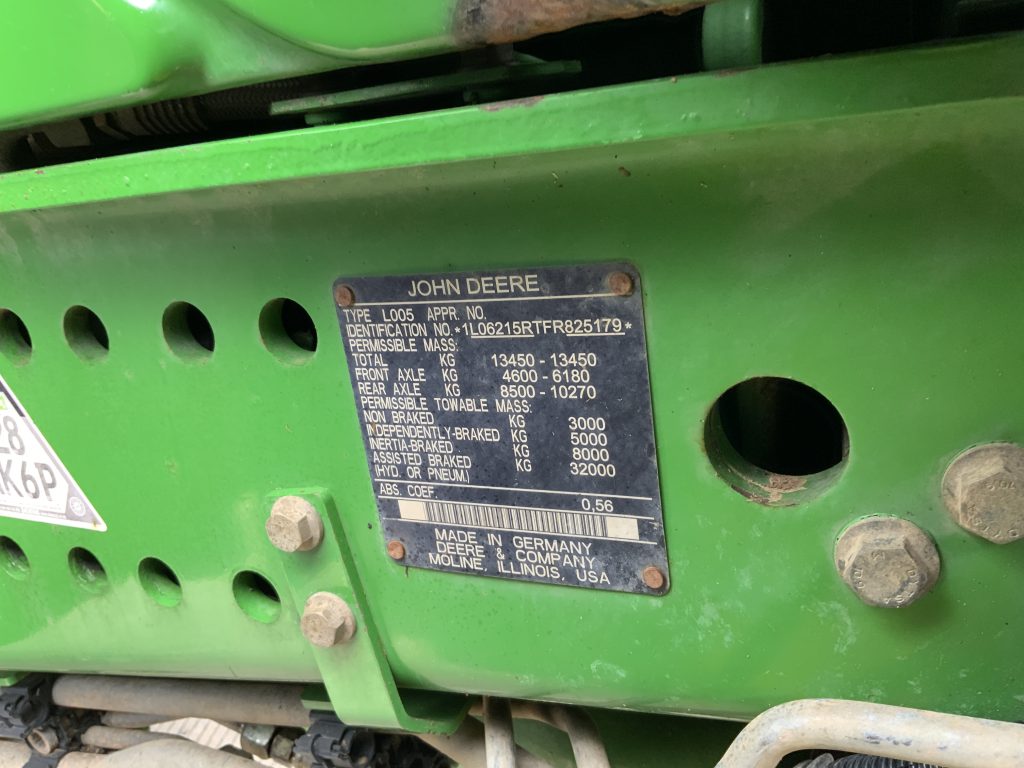 JOHN DEERE
TYPE L005 APPR. NO.
IDENTIFICATION NO. *1L06215RTFR825179*
PERMISSIBLE MASS:
TOTAL KG 13450 - 13450
FRONT AXLE KG 4600 - 6180
REAR AXLE KG 8500 - 10270
PERMISSIBLE TOWABLE MASS:
NON BRAKED KG 3000
INDEPENDENTLY-BRAKED KG 5000
INERTIA-BRAKED KG 8000
ASSISTED BRAKED KG 32000
(HYD. OR PNEUM.)
ABS. COEF. 0,56
MADE IN GERMANY
DEERE & COMPANY
MOLINE, ILLINOIS, USA
28
K6P